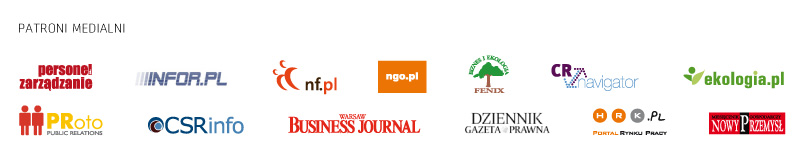 PATRONI MEDIALNI
personel
zarządzanie
INFOR.PL
nf.pl
ngo.pl
BIZNES I EKOLOGIA
FENIX
CR navigator
ekologia.pl
PRoto
PUBLIC RELATIONS
CSRinfo
WARSAW
BUSINESS JOURNAL
DZIENNIK
GAZETA PRAWNA
HRK.PL
PORTAL RYNKU PRACY
NOWY PRZEMYSŁ